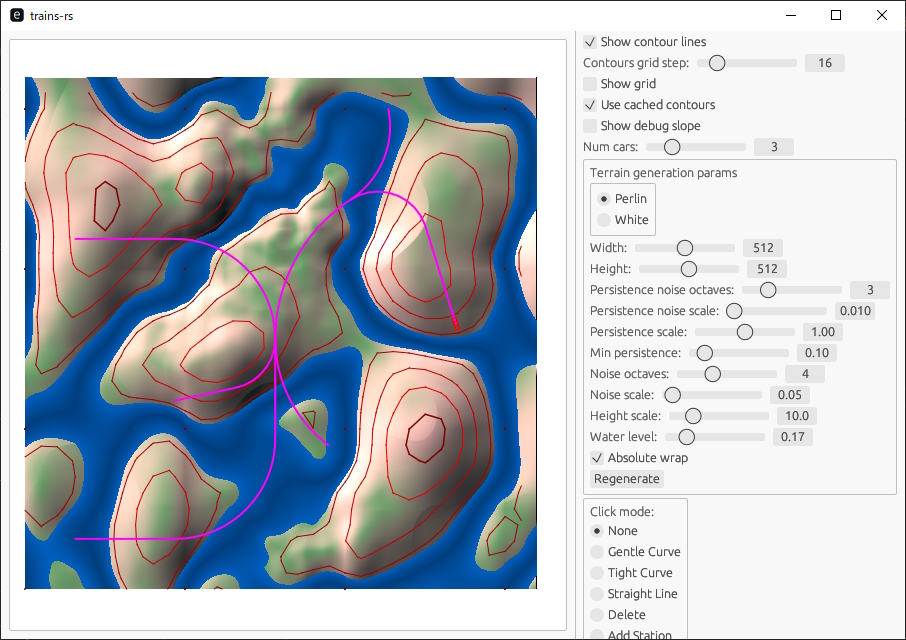 e trains-rs
Show contour lines
Contours grid step: 16
Show grid
Use cached contours
Show debug slope
Num cars: 3
Terrain generation params
Perlin
White
Width: 512
Height: 512
Persistence noise octaves: 3
Persistence noise scale: 0.010
Persistence scale: 1.00
Min persistence: 0.10
Noise octaves: 4
Noise scale: 0.05
Height scale: 10.0
Water level: 0.17
Absolute wrap
Regenerate
Click mode:
None
Gentle Curve
Tight Curve
Straight Line
Delete
Add Station